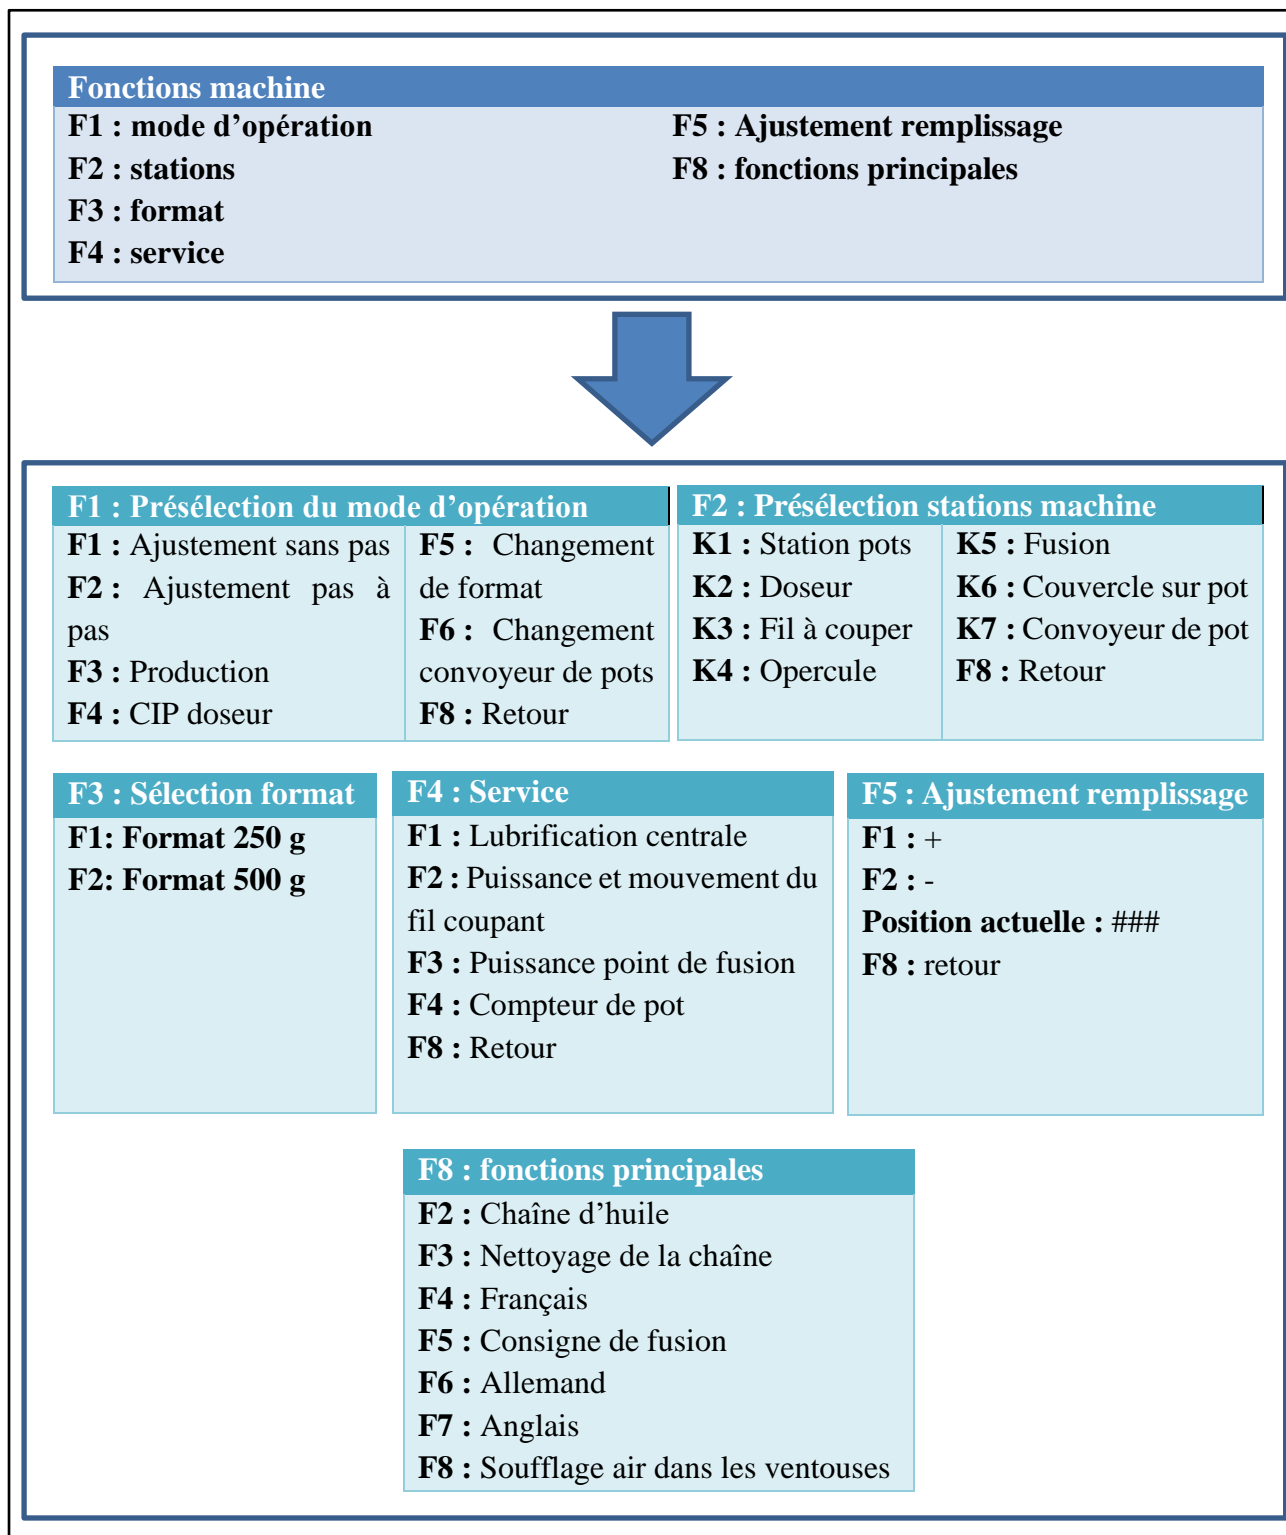 Fonctions machine
F1 : mode d’opération
F2 : stations
F3 : format
F4 : service
F5 : Ajustement remplissage
F8 : fonctions principales
F1 : Présélection du mode d’opération
F1 : Ajustement sans pas
F2 : Ajustement pas à
pas
F3 : Production
F4 : CIP doseur
F5 : Changement
de format
F6 : Changement
convoyeur de pots
F8 : Retour
F2 : Présélection stations machine
K1 : Station pots
K2 : Doseur
K3 : Fil à couper
K4 : Opercule
K5 : Fusion
K6 : Couvercle sur pot
K7 : Convoyeur de pot
F8 : Retour
F3 : Sélection format
F1: Format 250 g
F2: Format 500 g
F4 : Service
F1 : Lubrification centrale
F2 : Puissance et mouvement du
fil coupant
F3 : Puissance point de fusion
F4 : Compteur de pot
F8 : Retour
F5 : Ajustement remplissage
F1 : +
F2 : -
Position actuelle : ###
F8 : retour
F8 : fonctions principales
F2 : Chaîne d’huile
F3 : Nettoyage de la chaîne
F4 : Français
F5 : Consigne de fusion
F6 : Allemand
F7 : Anglais
F8 : Soufflage air dans les ventouses